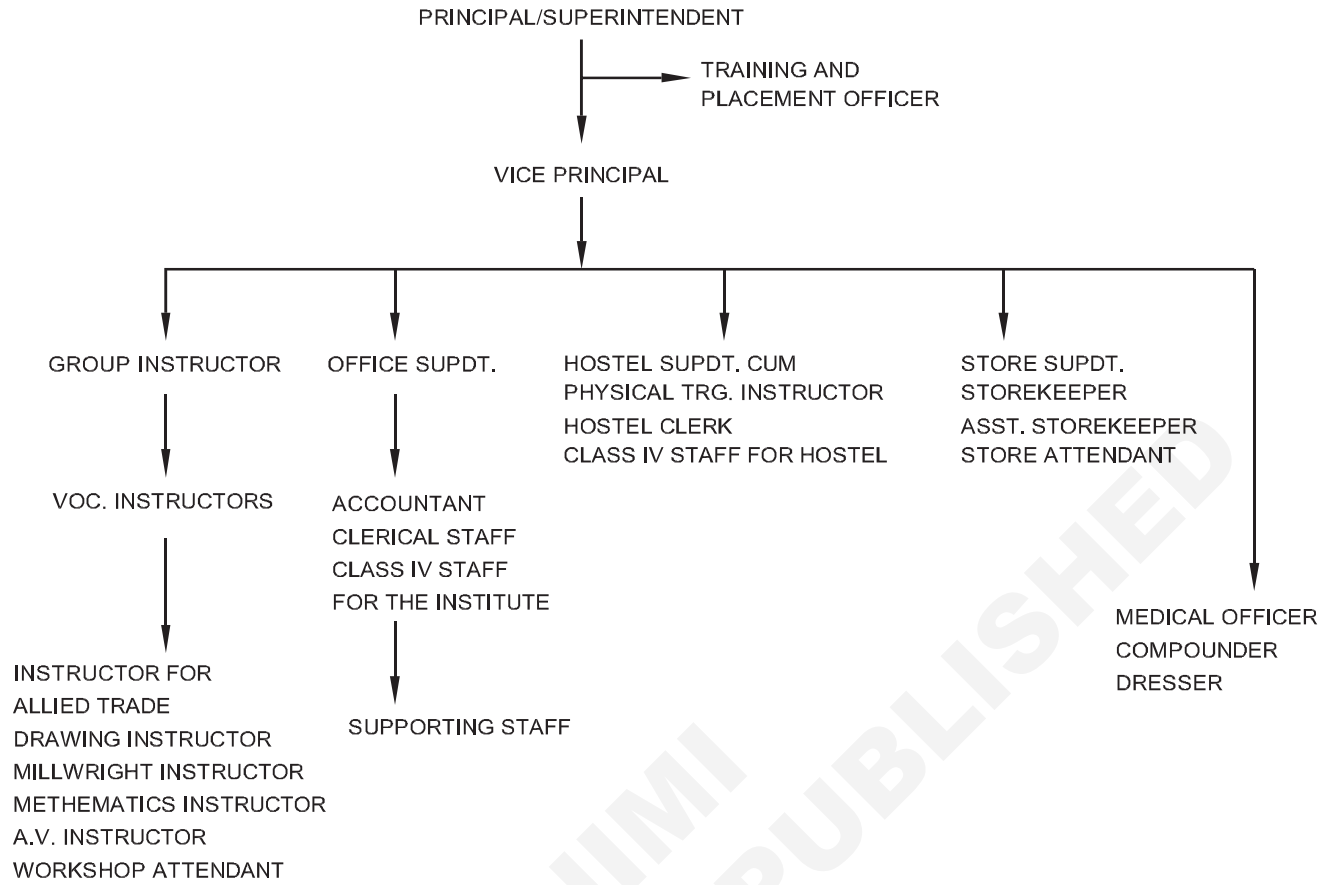 PRINCIPAL/SUPERINTENDENT
TRAINING AND
PLACEMENT OFFICER
VICE PRINCIPAL
GROUP INSTRUCTOR
VOC. INSTRUCTORS
INSTRUCTOR FOR
ALLIED TRADE
DRAWING INSTRUCTOR
MILLWRIGHT INSTRUCTOR
METHEMATICS INSTRUCTOR
A.V. INSTRUCTOR
WORKSHOP ATTENDANT
OFFICE SUPDT.
ACCOUNTANT
CLERICAL STAFF
CLASS IV STAFF
FOR THE INSTITUTE
SUPPORTING STAFF
HOSTEL SUPDT. CUM
PHYSICAL TRG. INSTRUCTOR
HOSTEL CLERK
CLASS IV STAFF FOR HOSTEL
STORE SUPDT.
STOREKEEPER
ASST. STOREKEEPER
STORE ATTENDANT
MEDICAL OFFICER
COMPOUNDER
DRESSER
PUBLISHED